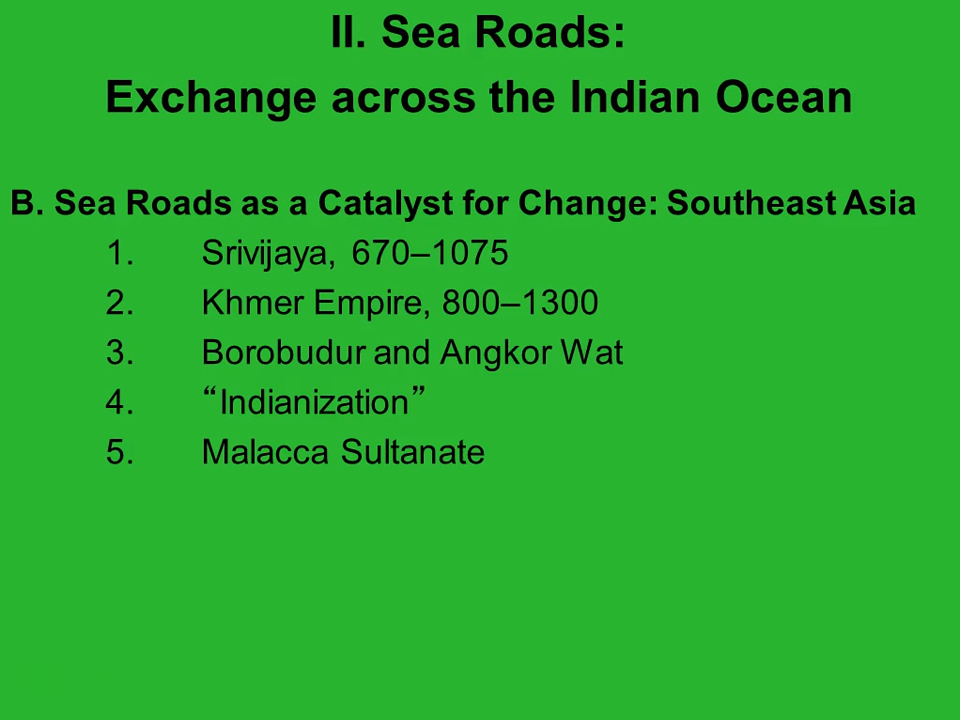 II. Sea Roads:
Exchange across the Indian Ocean
B. Sea Roads as a Catalyst for Change: Southeast Asia
1. Srivijaya, 670–1075
2. Khmer Empire, 800–1300
3. Borobudur and Angkor Wat
4. “Indianization”
5. Malacca Sultanate